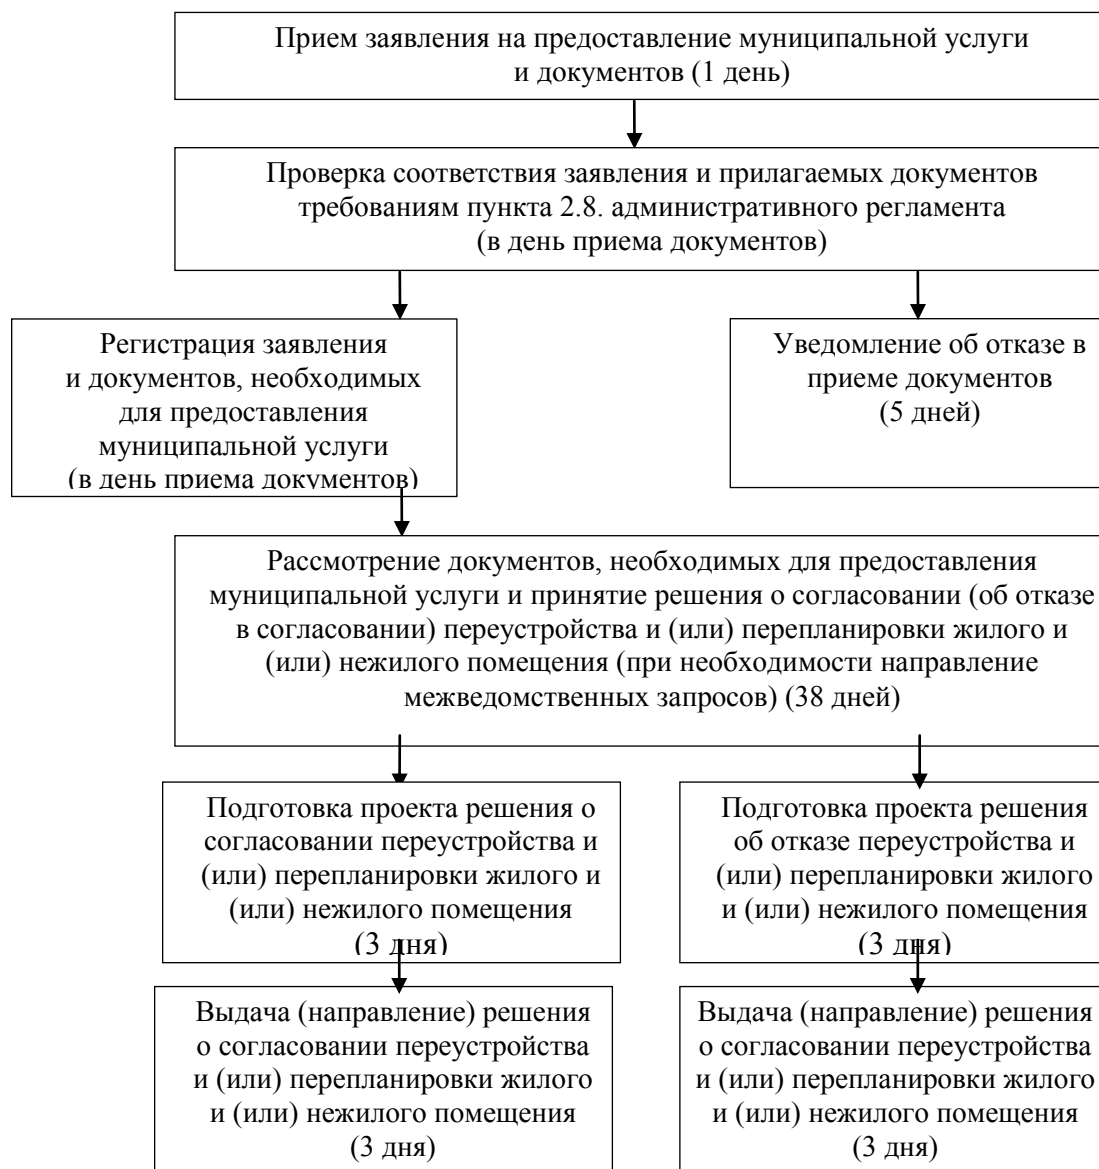 Прием заявления на предоставление муниципальной услуги
и документов (1 день)
Проверка соответствия заявления и прилагаемых документов
требованиям пункта 2.8. административного регламента
(в день приема документов)
Регистрация заявления
и документов, необходимых
для предоставления
муниципальной услуги
(в день приема документов)
Уведомление об отказе в
приеме документов
(5 дней)
Рассмотрение документов, необходимых для предоставления
муниципальной услуги и принятие решения о согласовании (об отказе
в согласовании) переустройства и (или) перепланировки жилого и
(или) нежилого помещения (при необходимости направление
межведомственных запросов) (38 дней)
Подготовка проекта решения о
согласовании переустройства и
(или) перепланировки жилого и
(или) нежилого помещения
(3 дня)
Подготовка проекта решения
об отказе переустройства и
(или) перепланировки жилого
и (или) нежилого помещения
(3 дня)
Выдача (направление) решения
о согласовании переустройства
и (или) перепланировки жилого
и (или) нежилого помещения
(3 дня)
Выдача (направление) решения
о согласовании переустройства
и (или) перепланировки жилого
и (или) нежилого помещения
(3 дня)